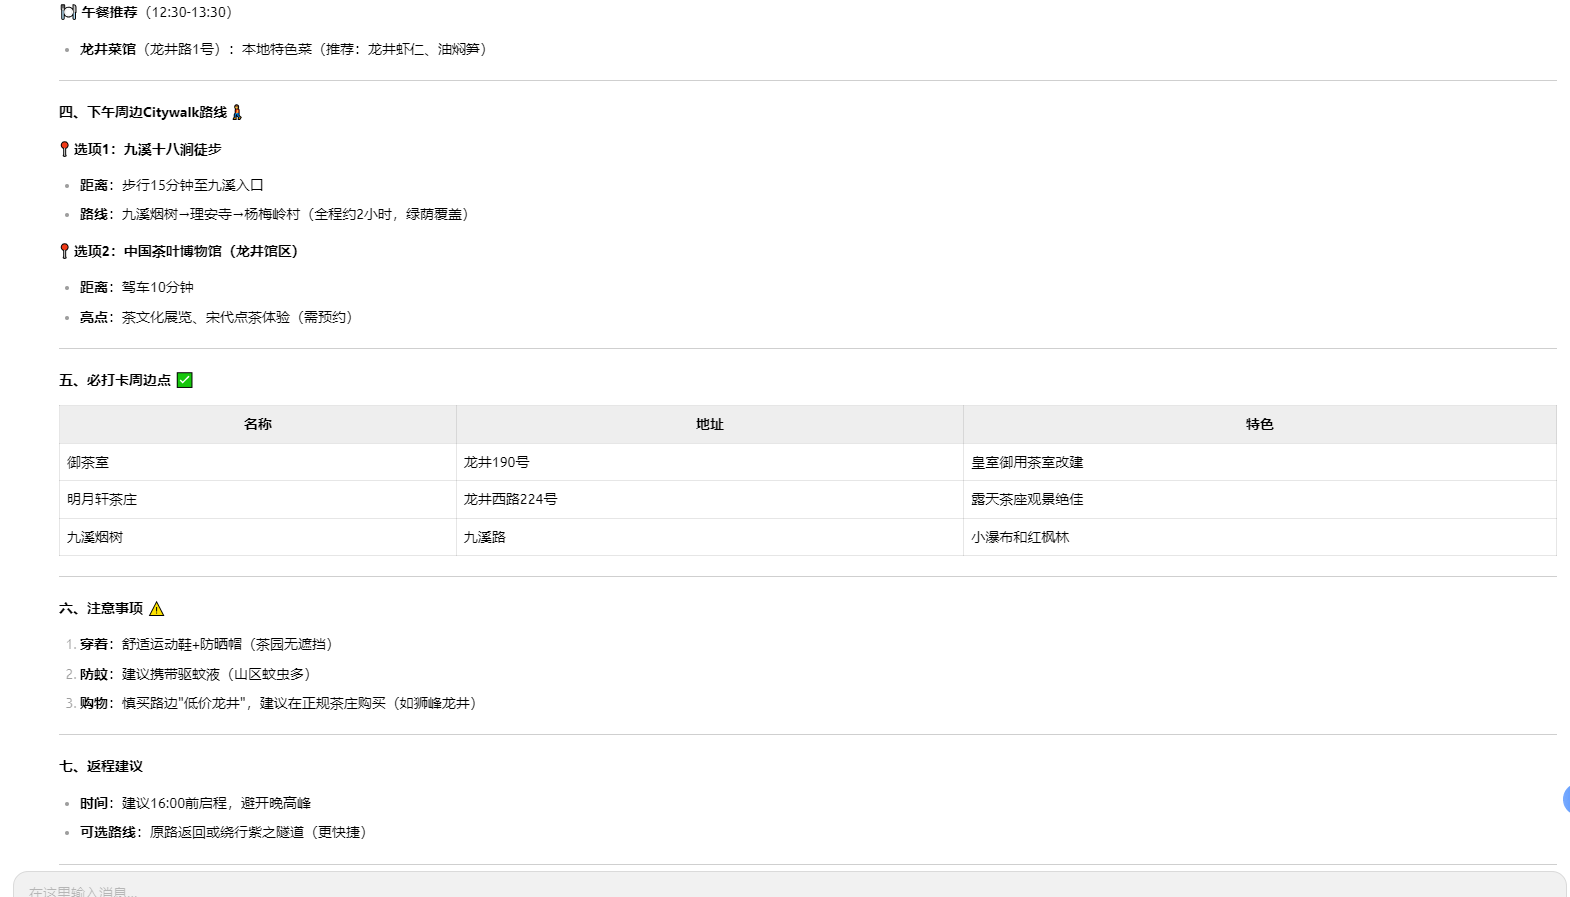 午餐推荐（12:30-13:30）
龙井菜馆（龙井路1号）：本地特色菜（推荐：龙井虾仁、油焖笋）
四、下午周边Citywalk路线
选项1：九溪十八涧徒步
距离：步行15分钟至九溪入口
路线：九溪烟树→理安寺→杨梅岭村（全程约2小时，绿荫覆盖）
选项2：中国茶叶博物馆（龙井馆区）
距离：驾车10分钟
亮点：茶文化展览、宋代点茶体验（需预约）
五、必打卡周边点
名称 地址 特色
御茶室 龙井190号 皇室御用茶室改建
明月轩茶庄 龙井西路224号 露天茶座观景绝佳
九溪烟树 九溪路 小瀑布和红枫林
六、注意事项
1. 穿着：舒适运动鞋+防晒帽（茶园无遮挡）
2. 防蚊：建议携带驱蚊液（山区蚊虫多）
3. 购物：慎买路边"低价龙井"，建议在正规茶庄购买（如狮峰龙井）
七、返程建议
时间：建议16:00前启程，避开晚高峰
可选路线：原路返回或绕行紫之隧道（更快捷）
在这里输入消息...